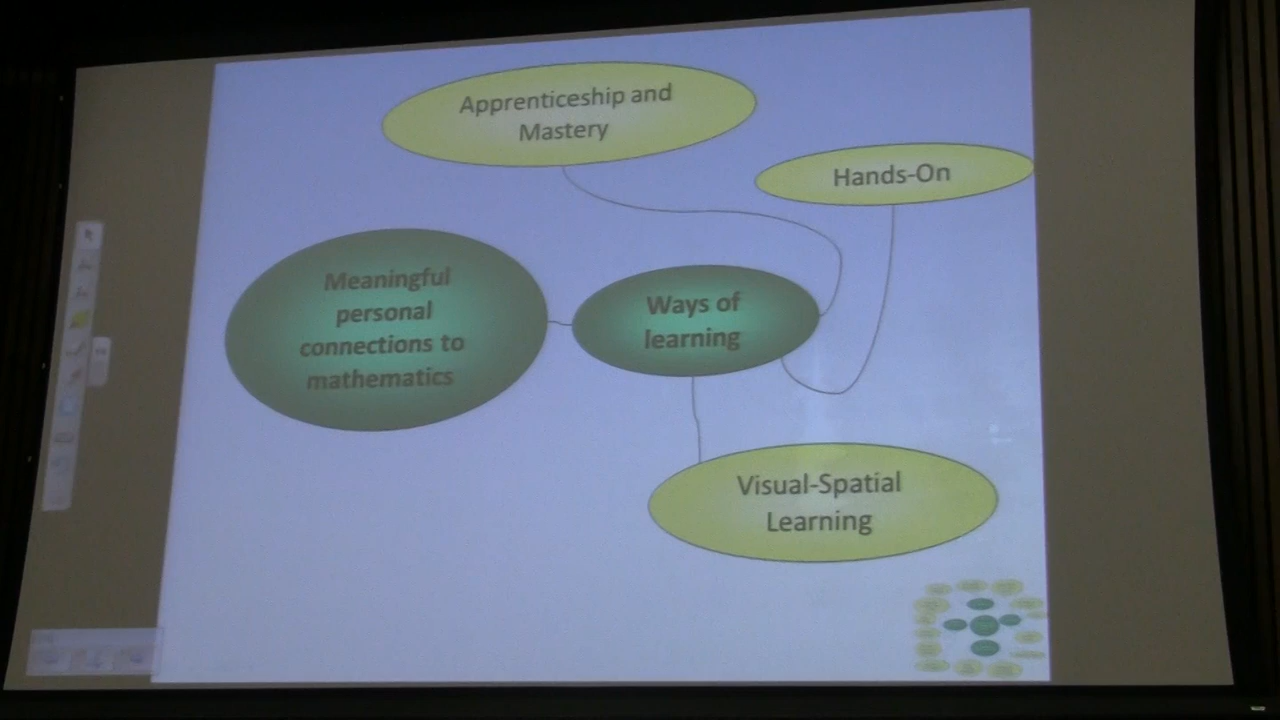 Apprenticeship and
Mastery
Hands-On
Meaningful
personal
connections to
mathematics
Ways of
learning
Visual-Spatial
Learning